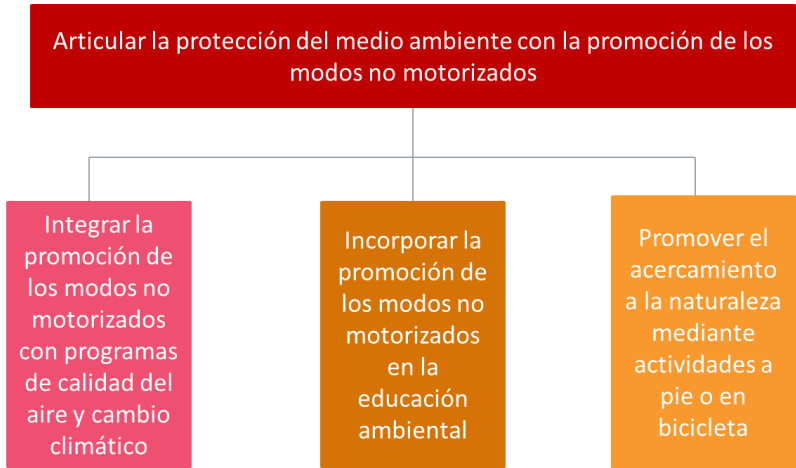 Articular la protección del medio ambiente con la promoción de los
modos no motorizados
Integrar la
promoción de
los modos no
motorizados
con programas
de calidad del
aire y cambio
climático
Incorporar la
promoción de
los modos no
motorizados
en la
educación
ambiental
Promover el
acercamiento
a la naturaleza
mediante
actividades a
pie o en
bicicleta